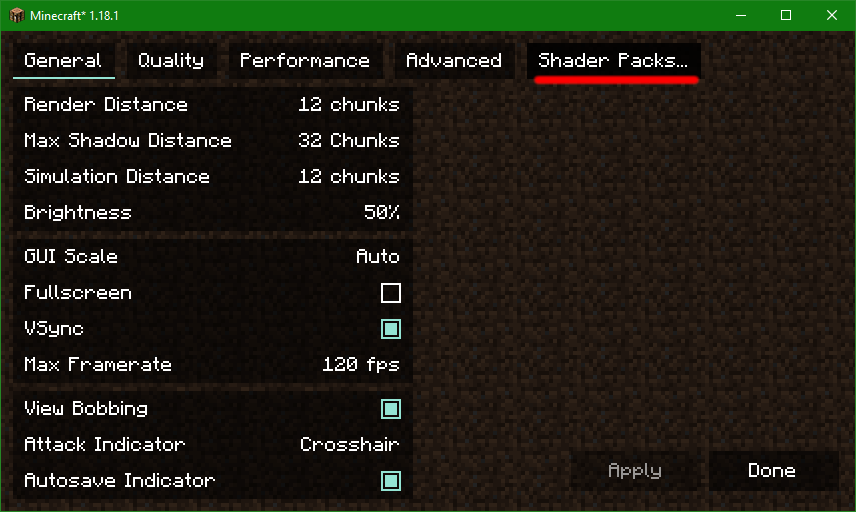 Minecraft* 1.18.1
General Quality Performance Advanced Shader Packs...
Render Distance 12 chunks
Max Shadow Distance 32 Chunks
Simulation Distance 12 chunks
Brightness 50%
GUI Scale Auto
Fullscreen
VSync
Max Framerate 120 fps
View Bobbing
Attack Indicator Crosshair
Autosave Indicator
Apply Done